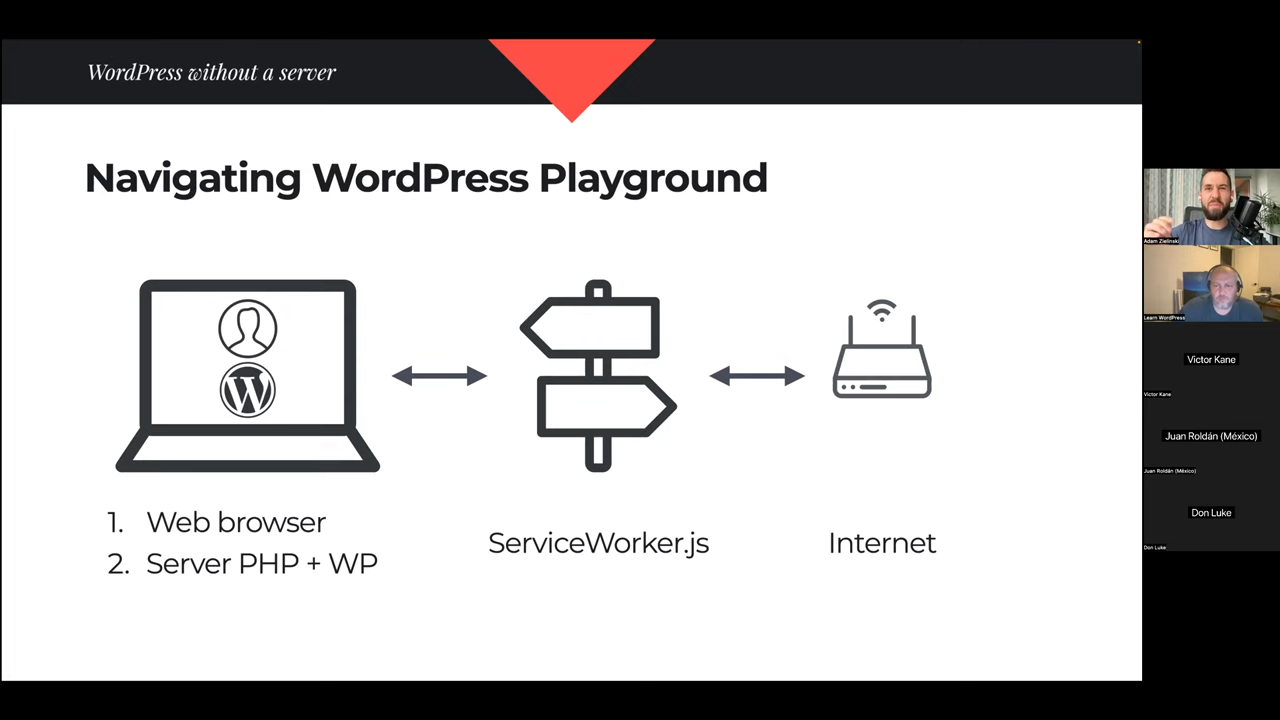 WordPress without a server
Navigating WordPress Playground
1. Web browser
2. Server PHP + WP
ServiceWorker.js
Internet
Adam Zielinski
Learn WordPress
Victor Kane
Victor Kane
Juan Roldán (México)
Juan Roldán (México)
Don Luke
Don Luke